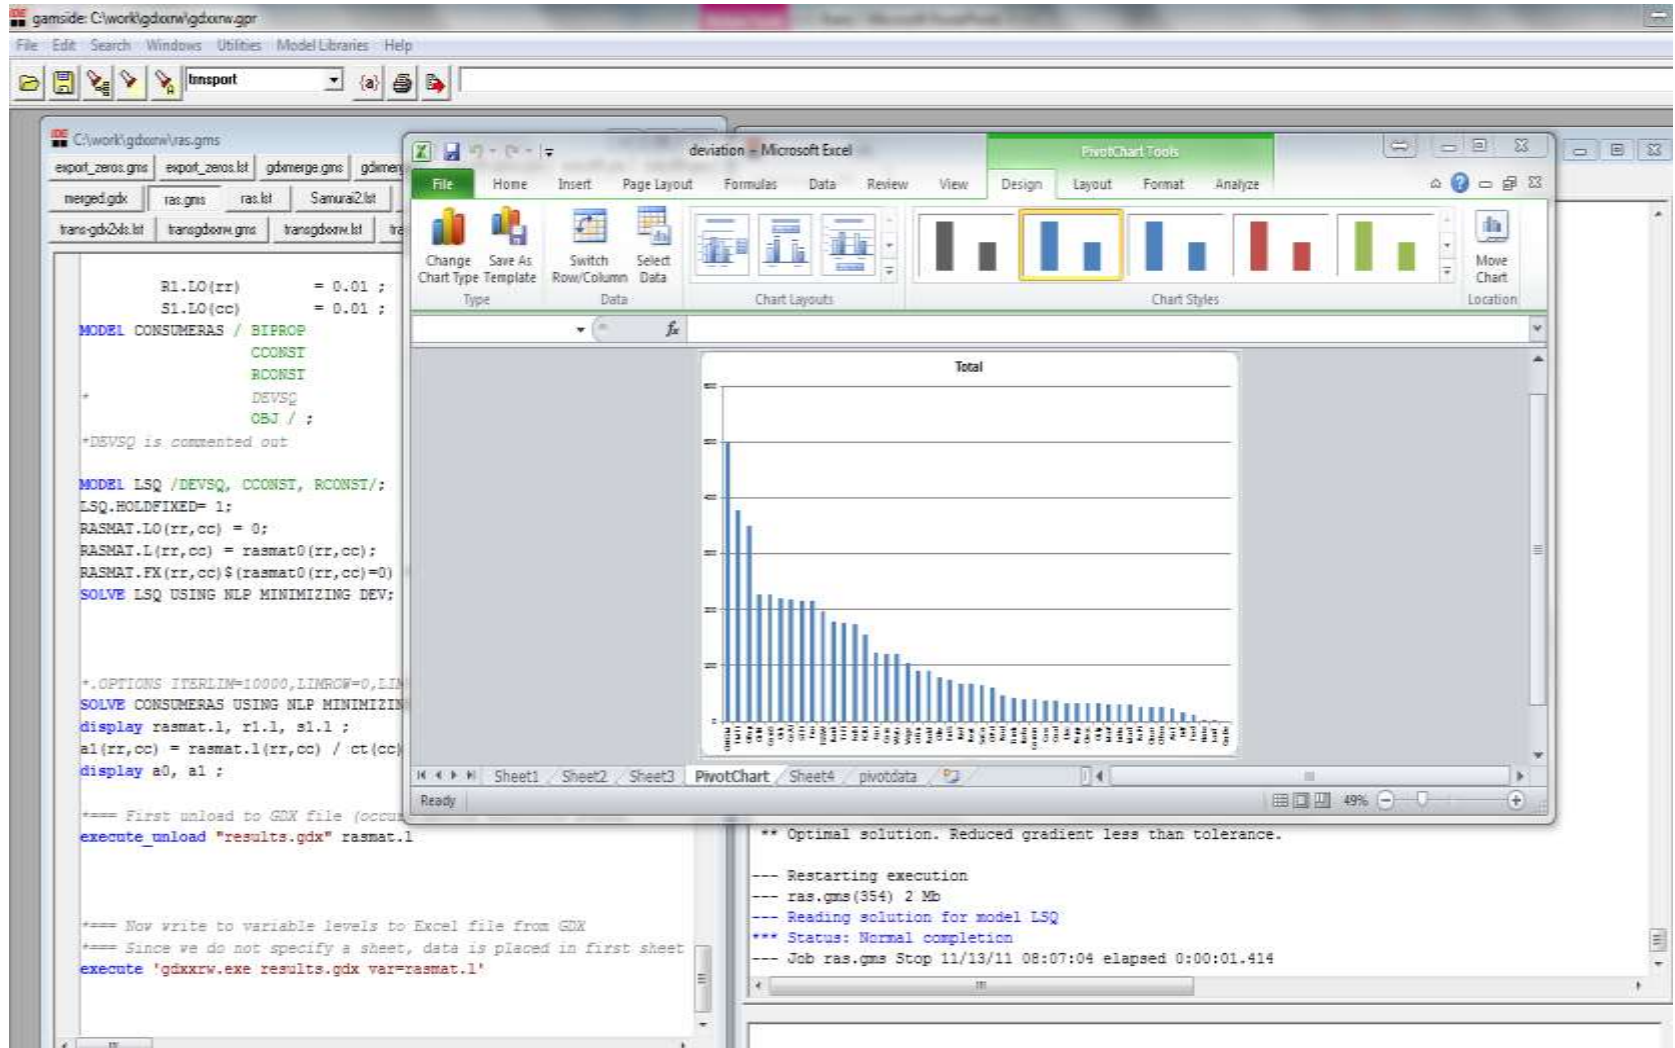 gamside: C:\work\gdxxrw\gdxxrw.gpr
File Edit Search Windows Utilities Model Libraries Help
trnsport
{a}
IDE C:\work\gdxxrw\ras.gms
export_zeros.gms export_zeros.lst gdxmerge.gms
merged.gdx ras.gms ras.lst Samurai2.lst
trans-gdx2xls.lst transgdxxrw.gms transgdxxrw.lst
R1.LO(rr) = 0.01 ;
S1.LO(cc) = 0.01 ;
MODEL CONSUMERAS / BIPROP
CCONST
RCONST
* DEVSQ
OBJ / ;
*DEVSQ is commented out
MODEL LSQ /DEVSQ, CCONST, RCONST/;
LSQ.HOLDFIXED= 1;
RASMAT.LO(rr,cc) = 0;
RASMAT.L(rr,cc) = rasmat0(rr,cc);
RASMAT.FX(rr,cc)$(rasmat0(rr,cc)=0)
SOLVE LSQ USING NLP MINIMIZING DEV;
*.OPTIONS ITERLIM=10000,LIMROW=0,LIM
SOLVE CONSUMERAS USING NLP MINIMIZIN
display rasmat.l, r1.l, s1.l ;
a1(rr,cc) = rasmat.l(rr,cc) / ct(cc)
display a0, a1 ;
*=== First unload to GDX file (occur
execute_unload "results.gdx" rasmat.l
*=== Now write to variable levels to Excel file from GDX
*=== Since we do not specify a sheet, data is placed in first sheet
execute 'gdxxrw.exe results.gdx var=rasmat.l'
deviation - Microsoft Excel
PivotChart Tools
File Home Insert Page Layout Formulas Data Review View Design Layout Format Analyze
Change Chart Type
Save As Template
Switch Row/Column
Select Data
Move Chart
Type Data Chart Layouts Chart Styles Location
fx
Total
Sheet1 Sheet2 Sheet3 PivotChart Sheet4 pivotdata
Ready
49%
** Optimal solution. Reduced gradient less than tolerance.
--- Restarting execution
--- ras.gms(354) 2 Mb
--- Reading solution for model LSQ
*** Status: Normal completion
--- Job ras.gms Stop 11/13/11 08:07:04 elapsed 0:00:01.414